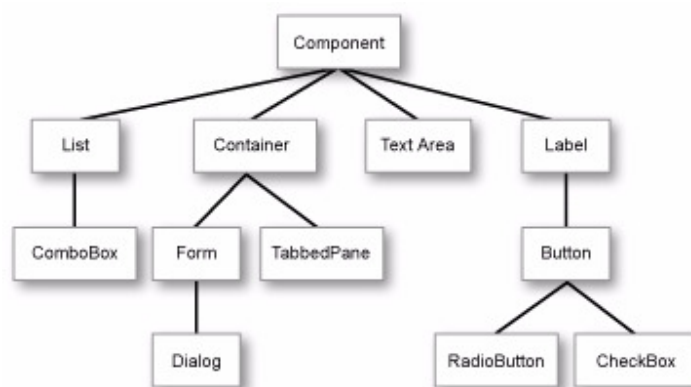 Component
List
Container
Text Area
Label
ComboBox
Form
TabbedPane
Button
Dialog
RadioButton
CheckBox